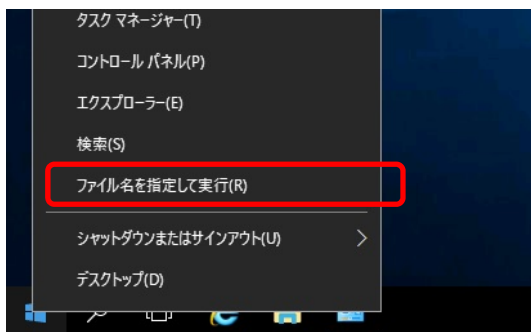 タスク マネージャー(T)
コントロール パネル(P)
エクスプローラー(E)
検索(S)
ファイル名を指定して実行(R)
シャットダウンまたはサインアウト(U)
デスクトップ(D)